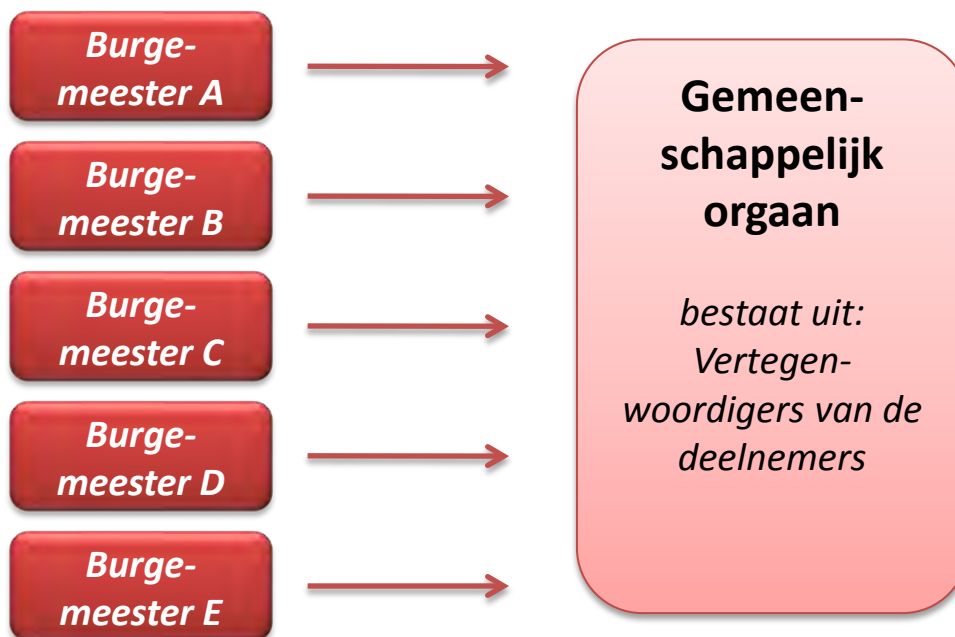 Burge-
meester A
Burge-
meester B
Burge-
meester C
Burge-
meester D
Burge-
meester E
Gemeen-
schappelijk
orgaan
bestaat uit:
Vertegen-
woordigers van de
deelnemers